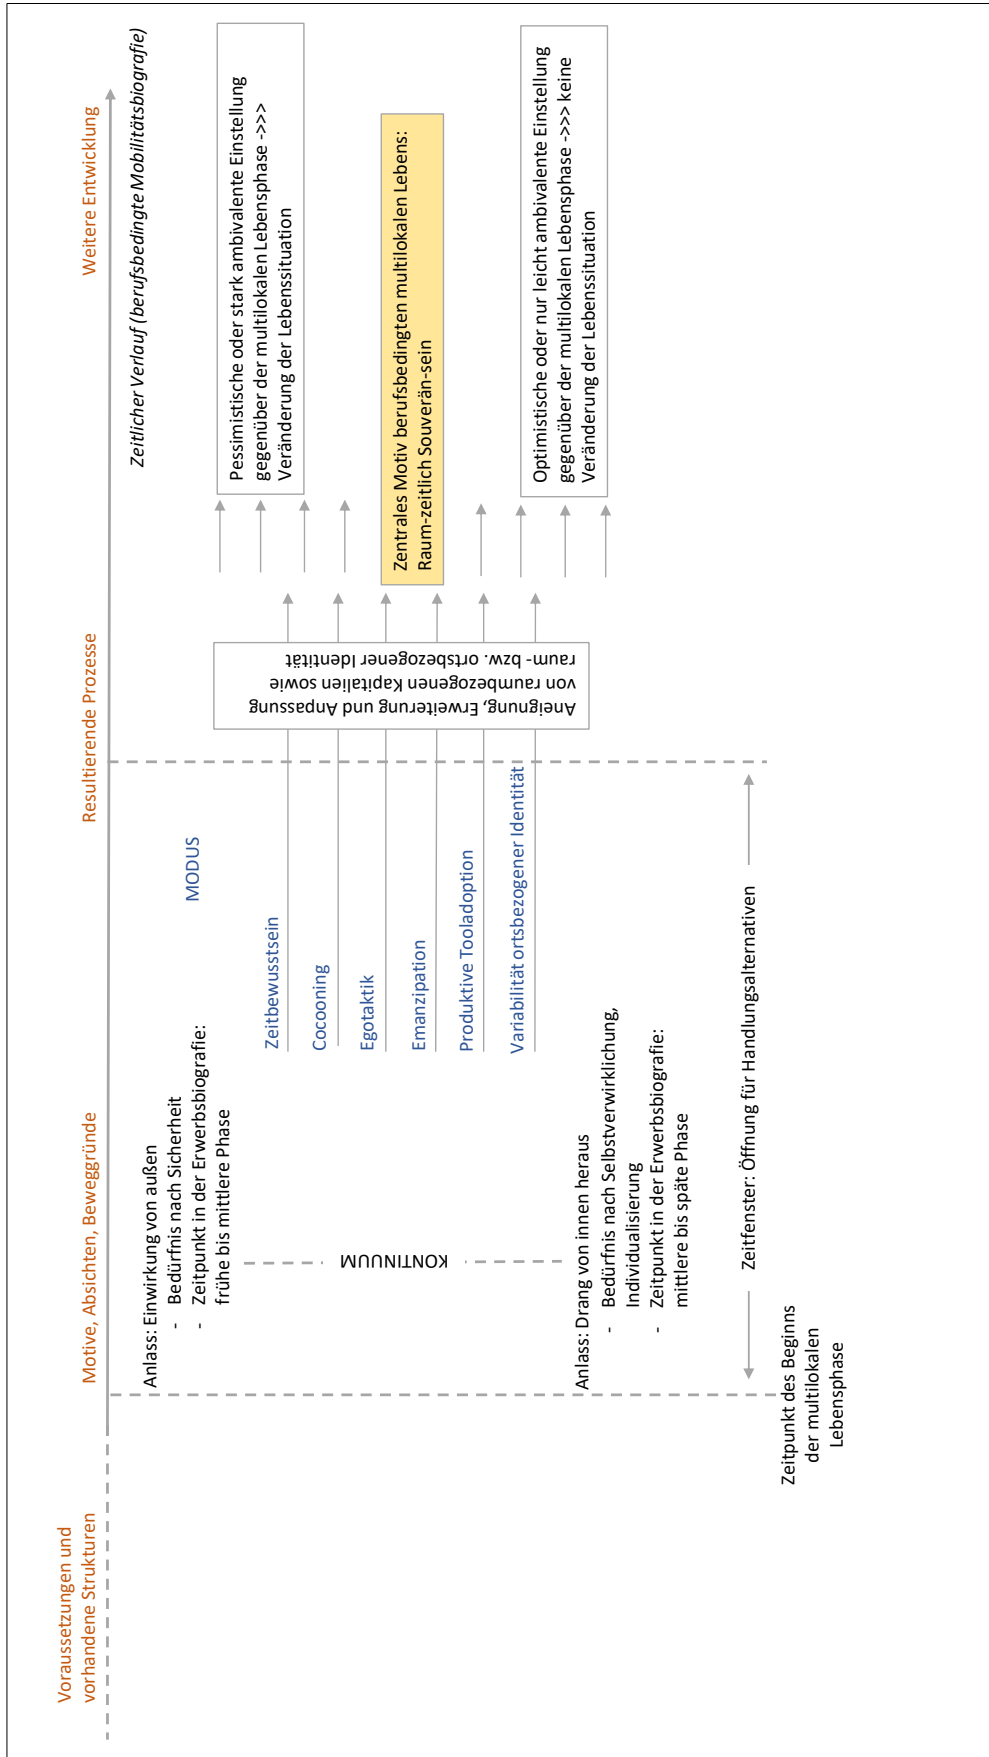 Voraussetzungen und
vorhandene Strukturen
Motive, Absichten, Beweggründe
Resultierende Prozesse
Weitere Entwicklung
Zeitlicher Verlauf (berufsbedingte Mobilitätsbiografie)
Anlass: Einwirkung von außen
- Bedürfnis nach Sicherheit
- Zeitpunkt in der Erwerbsbiografie:
frühe bis mittlere Phase
KONTINUUM
Anlass: Drang von innen heraus
- Bedürfnis nach Selbstverwirklichung,
Individualisierung
- Zeitpunkt in der Erwerbsbiografie:
mittlere bis späte Phase
MODUS
Zeitbewusstsein
Cocooning
Egotaktik
Emanzipation
Produktive Tooladoption
Variabilität ortsbezogener Identität
Aneignung, Erweiterung und Anpassung
von raumbezogenen Kapitalien sowie
raum- bzw. ortsbezogener Identität
Pessimistische oder stark ambivalente Einstellung
gegenüber der multilokalen Lebensphase ->>>
Veränderung der Lebenssituation
Zentrales Motiv berufsbedingten multilokalen Lebens:
Raum-zeitlich Souverän-sein
Optimistische oder nur leicht ambivalente Einstellung
gegenüber der multilokalen Lebensphase ->>> keine
Veränderung der Lebenssituation
Zeitfenster: Öffnung für Handlungsalternativen
Zeitpunkt des Beginns
der multilokalen
Lebensphase